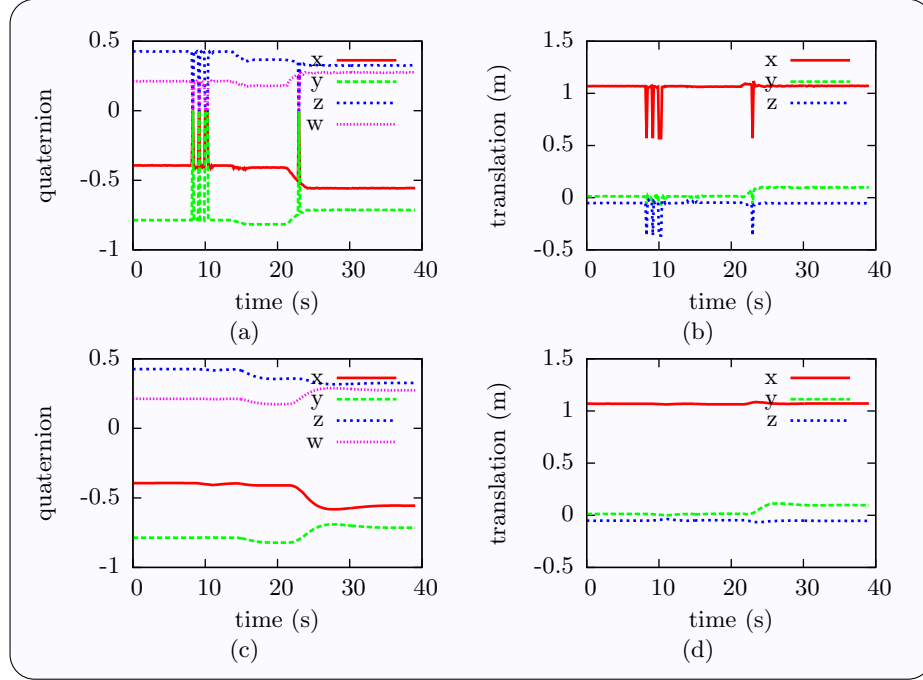 0.5
0
-0.5
-1
quaternion
0 10 20 30 40
time (s)
x
y
z
w
(a)
1.5
1
0.5
0
-0.5
translation (m)
0 10 20 30 40
time (s)
x
y
z
(b)
0.5
0
-0.5
-1
quaternion
0 10 20 30 40
time (s)
x
y
z
w
(c)
1.5
1
0.5
0
-0.5
translation (m)
0 10 20 30 40
time (s)
x
y
z
(d)